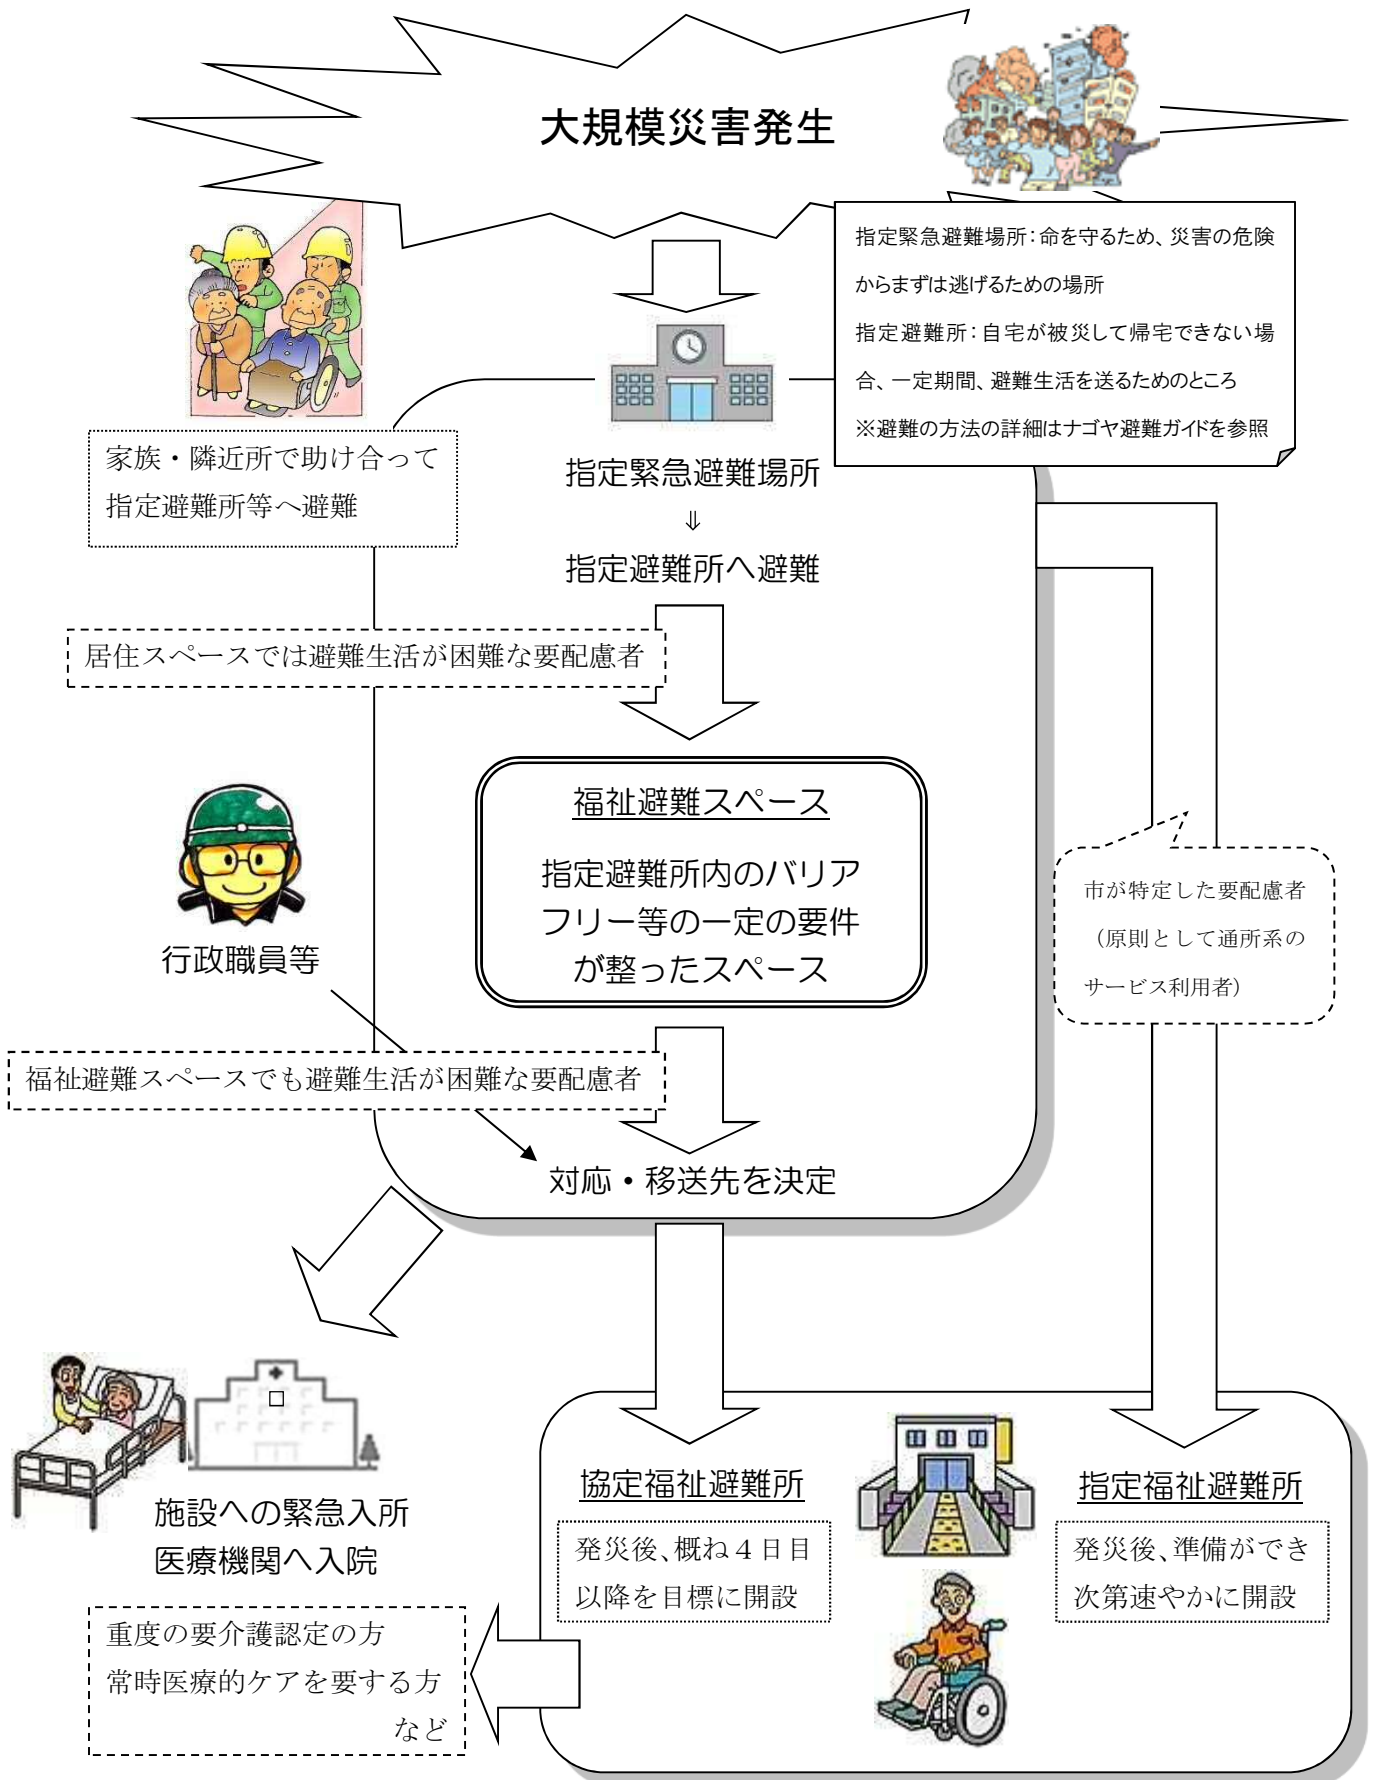 大規模災害発生
指定緊急避難場所:命を守るため、災害の危険
からまずは逃げるための場所
指定避難所:自宅が被災して帰宅できない場
合、一定期間、避難生活を送るためのところ
※避難の方法の詳細はナゴヤ避難ガイドを参照
家族・隣近所で助け合って
指定避難所等へ避難
指定緊急避難場所
⇓
指定避難所へ避難
居住スペースでは避難生活が困難な要配慮者
福祉避難スペース
指定避難所内のバリア
フリー等の一定の要件
が整ったスペース
行政職員等
市が特定した要配慮者
(原則として通所系の
サービス利用者)
福祉避難スペースでも避難生活が困難な要配慮者
対応・移送先を決定
施設への緊急入所
医療機関へ入院
重度の要介護認定の方
常時医療的ケアを要する方
など
協定福祉避難所
発災後、概ね4日目
以降を目標に開設
指定福祉避難所
発災後、準備ができ
次第速やかに開設